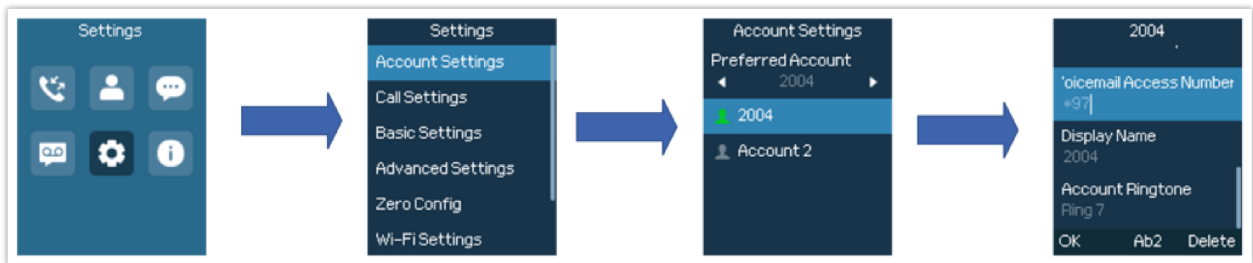 Settings
Settings
Account Settings
Call Settings
Basic Settings
Advanced Settings
Zero Config
Wi-Fi Settings
Account Settings
Preferred Account
2004
2004
Account 2
2004
'oicemail Access Number
*97
Display Name
2004
Account Ringtone
Ring 7
OK Ab2 Delete